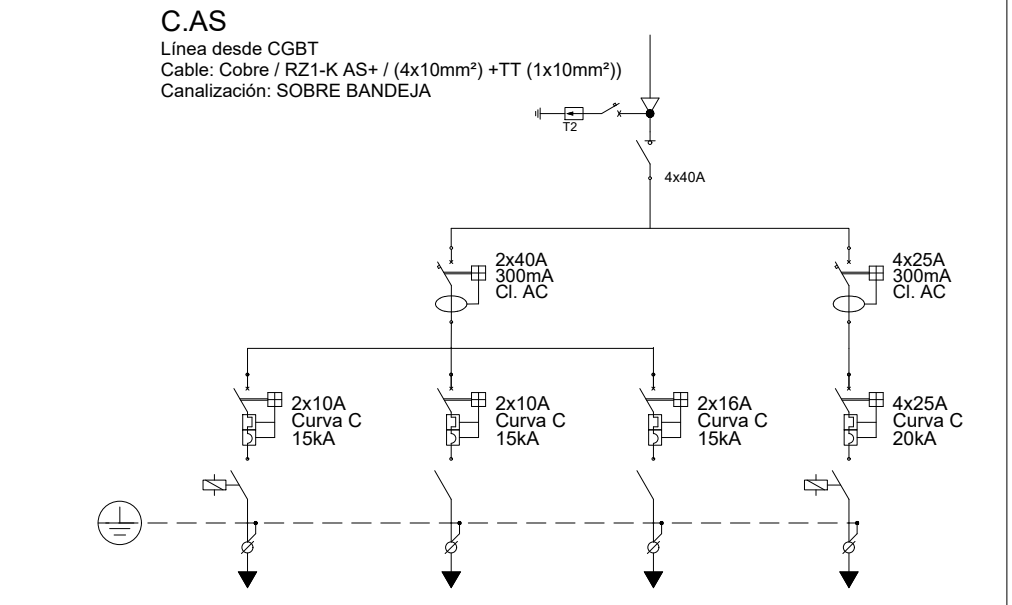 C.AS
Línea desde CGBT
Cable: Cobre / RZ1-K AS+ / (4x10mm²) +TT (1x10mm²))
Canalización: SOBRE BANDEJA
T2
4x40A
2x40A
300mA
Cl. AC
4x25A
300mA
Cl. AC
2x10A
Curva C
15kA
2x10A
Curva C
15kA
2x16A
Curva C
15kA
4x25A
Curva C
20kA